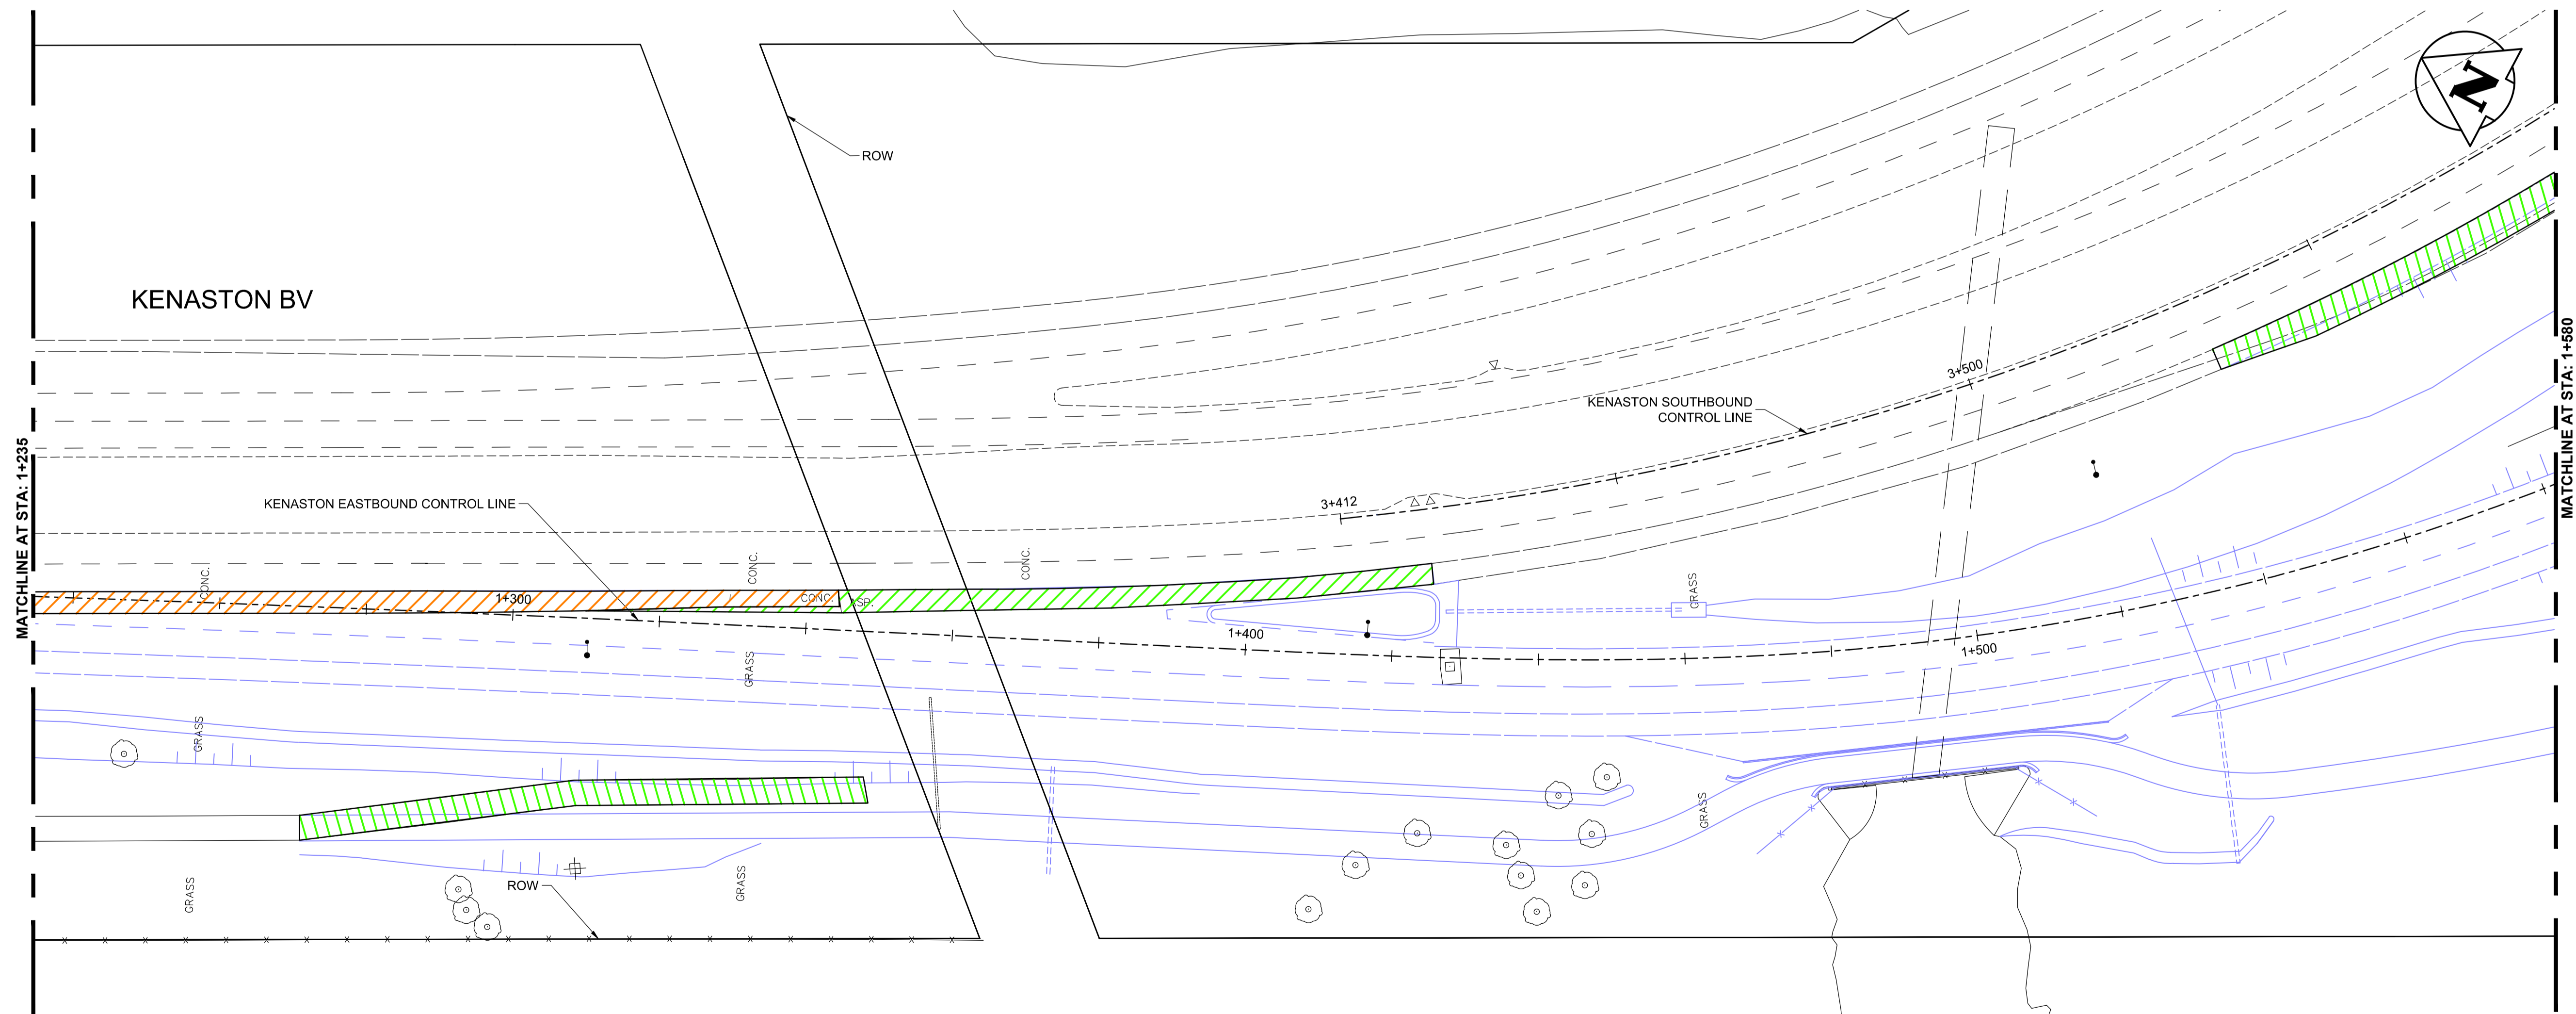 N
ROW
KENASTON BV
MATCHLINE AT STA: 1+580
3+500
KENASTON SOUTHBOUND
CONTROL LINE
MATCHLINE AT STA: 1+235
KENASTON EASTBOUND CONTROL LINE
3+412
CONC.
CONC.
CONC.
1+300
CONC.
ASP.
GRASS
1+400
1+500
GRASS
GRASS
GRASS
GRASS
GRASS
ROW